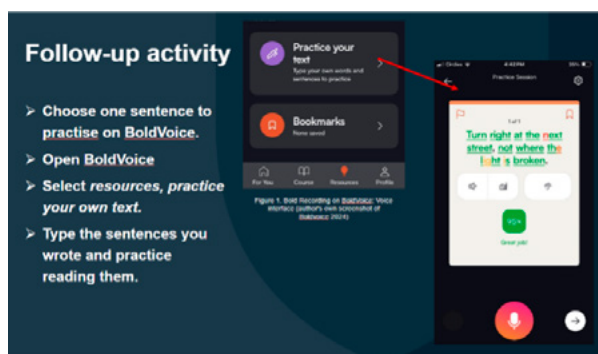 Follow-up activity
➢ Choose one sentence to
practise on BoldVoice.
➢ Open BoldVoice
➢ Select resources, practice
your own text.
➢ Type the sentences you
wrote and practice
reading them.
Practice your
text
Type your own words and
sentences to practice
Bookmarks
None saved
For You
Course
Resources
Profile
Figure 1. Bold Recording on BoldVoice: Voice
interface (author's own screenshot of
BoldVoice 2024)
4:42PM
Practice Session
1 of 1
Turn right at the next
street, not where the
light is broken.
Great job!